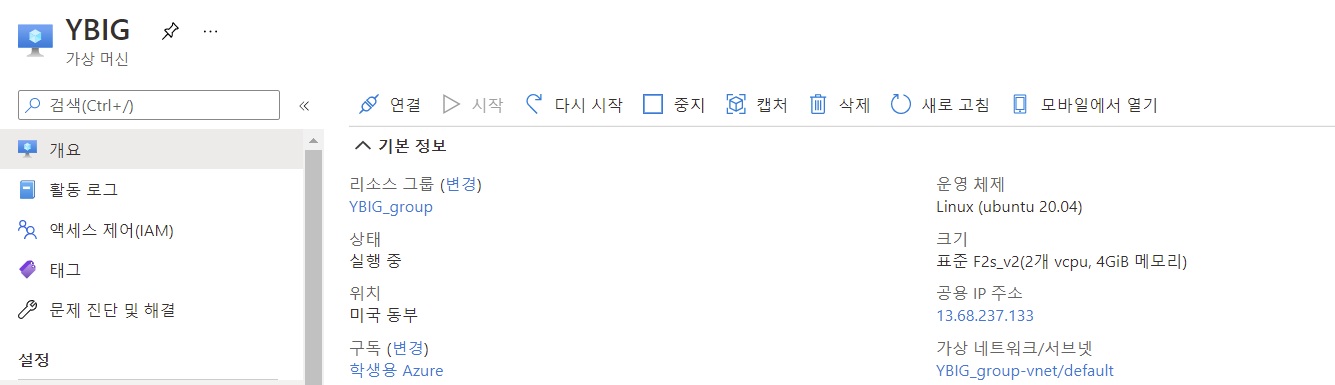 YBIG
가상 머신
검색(Ctrl+/)
개요
활동 로그
액세스 제어(IAM)
태그
문제 진단 및 해결
설정
연결 시작 다시 시작 중지 캡처 삭제 새로 고침 모바일에서 열기
기본 정보
리소스 그룹 (변경)
YBIG_group
상태
실행 중
위치
미국 동부
구독 (변경)
학생용 Azure
운영 체제
Linux (ubuntu 20.04)
크기
표준 F2s_v2(2개 vcpu, 4GiB 메모리)
공용 IP 주소
13.68.237.133
가상 네트워크/서브넷
YBIG_group-vnet/default